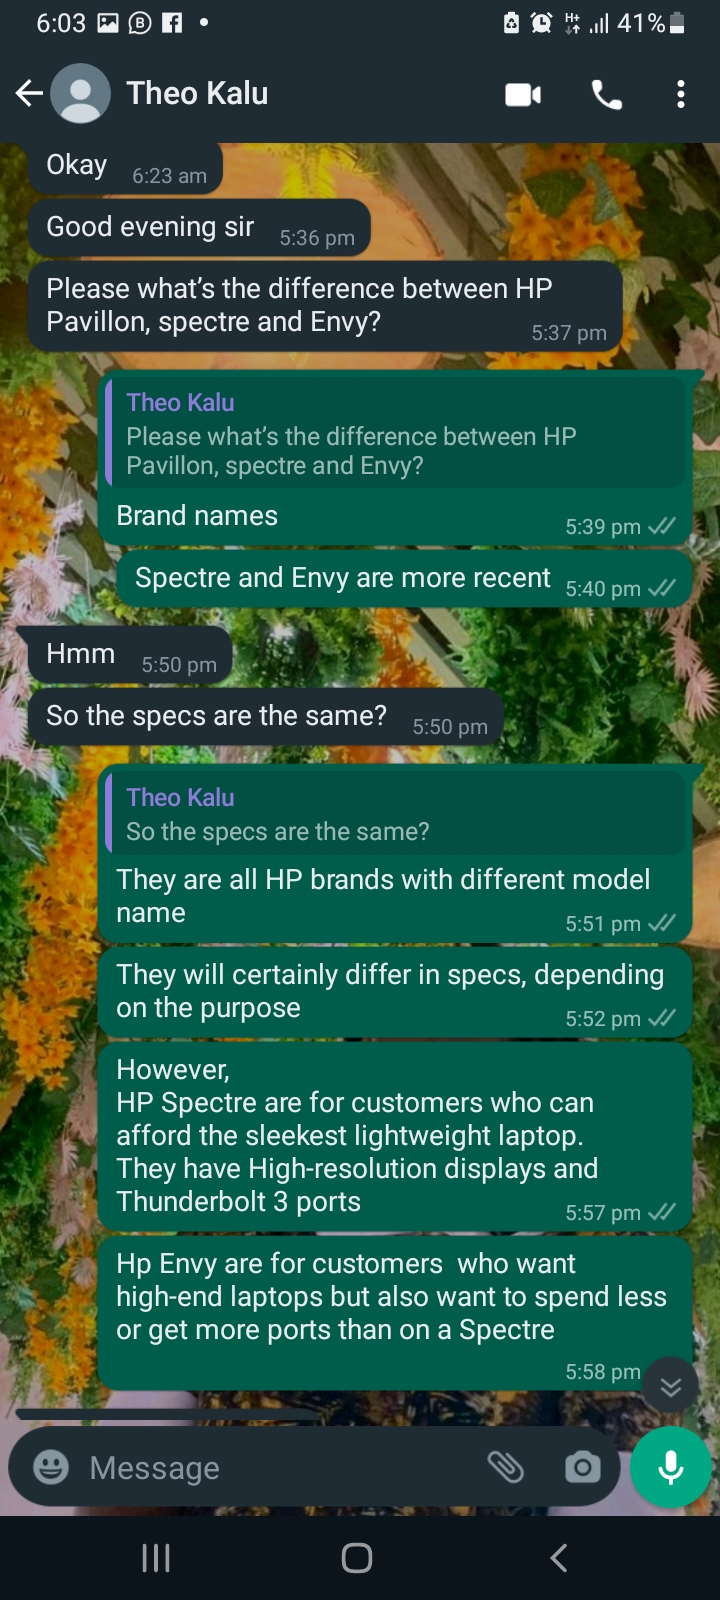 6:03
H+
41%
Theo Kalu
Okay 6:23 am
Good evening sir 5:36 pm
Please what's the difference between HP
Pavillon, spectre and Envy? 5:37 pm
Theo Kalu
Please what's the difference between HP
Pavillon, spectre and Envy?
Brand names 5:39 pm
Spectre and Envy are more recent 5:40 pm
Hmm 5:50 pm
So the specs are the same? 5:50 pm
Theo Kalu
So the specs are the same?
They are all HP brands with different model
name 5:51 pm
They will certainly differ in specs, depending
on the purpose 5:52 pm
However,
HP Spectre are for customers who can
afford the sleekest lightweight laptop.
They have High-resolution displays and
Thunderbolt 3 ports 5:57 pm
Hp Envy are for customers  who want
high-end laptops but also want to spend less
or get more ports than on a Spectre
5:58 pm
Message